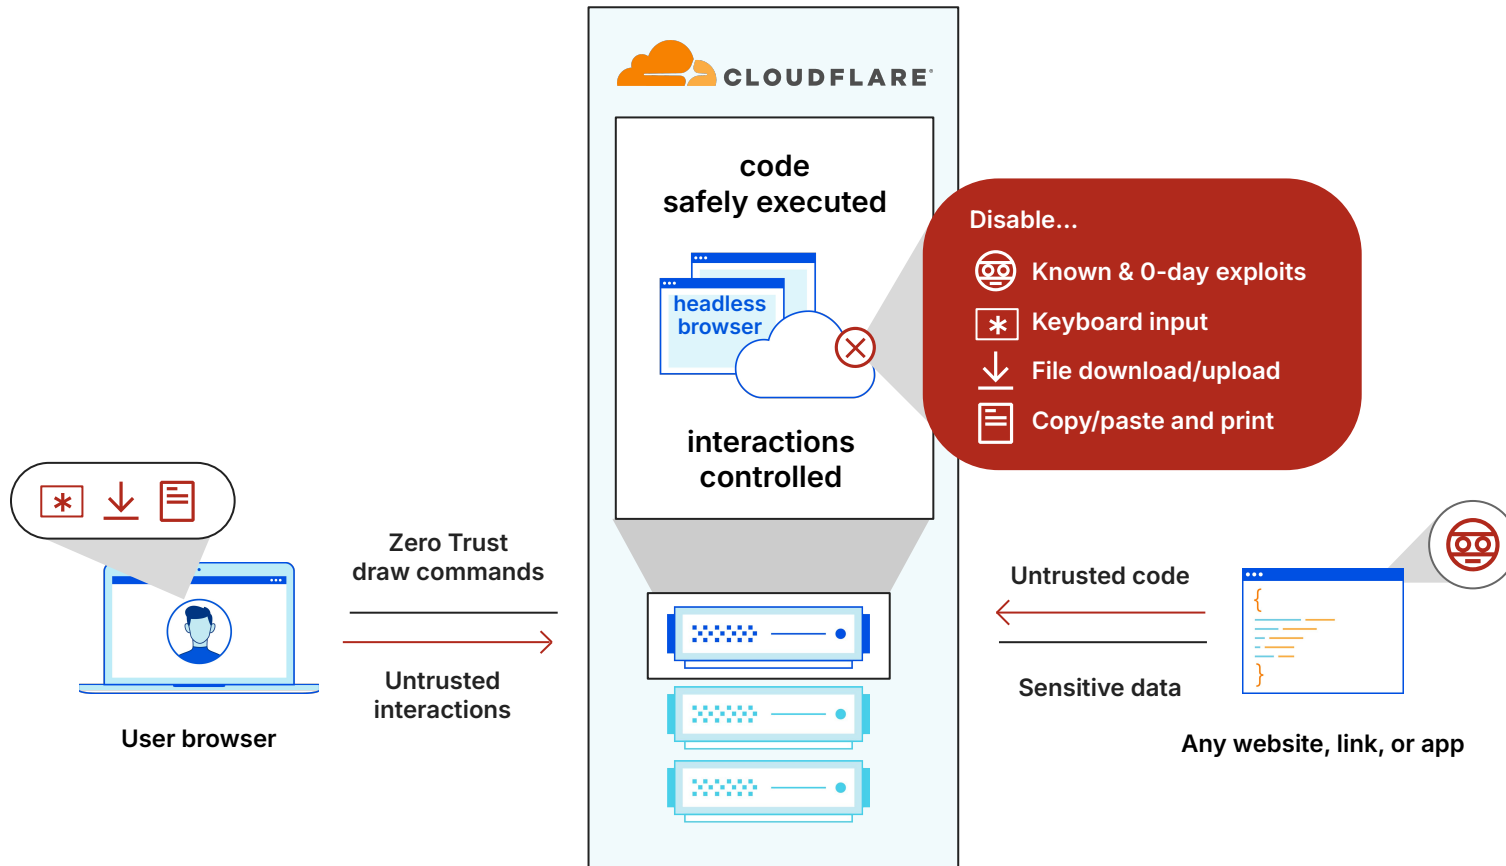 CLOUDFLARE
code
safely executed
headless
browser
interactions
controlled
Disable...
Known & 0-day exploits
Keyboard input
File download/upload
Copy/paste and print
Zero Trust
draw commands
Untrusted
interactions
User browser
Untrusted code
Sensitive data
Any website, link, or app